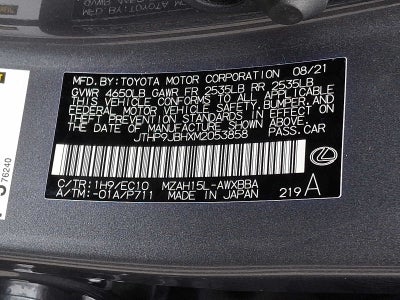 MFD. BY: TOYOTA MOTOR CORPORATION 08/21
GVWR 4650LB GAWR FR 2535LB RR 2535LB
THIS VEHICLE CONFORMS TO ALL APPLICABLE
FEDERAL MOTOR VEHICLE SAFETY, BUMPER, AND
THEFT PREVENTION STANDARDS IN EFFECT ON
THE DATE OF MANUFACTURE SHOWN ABOVE.
JTHP9JBHXM2053858 PASS.CAR
C/TR: 1H9/EC10 MZAH15L-AWXBBA
A/TM: -01A/P711 MADE IN JAPAN 219 A
76240